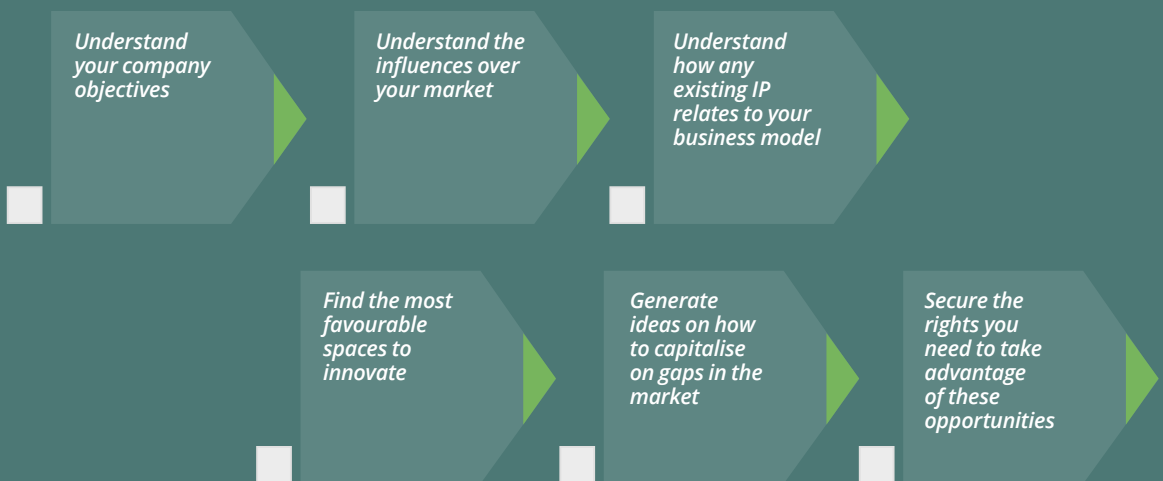 Understand
your company
objectives
Understand the
influences over
your market
Understand
how any
existing IP
relates to your
business model
Find the most
favourable
spaces to
innovate
Generate
ideas on how
to capitalise
on gaps in the
market
Secure the
rights you
need to take
advantage
of these
opportunities